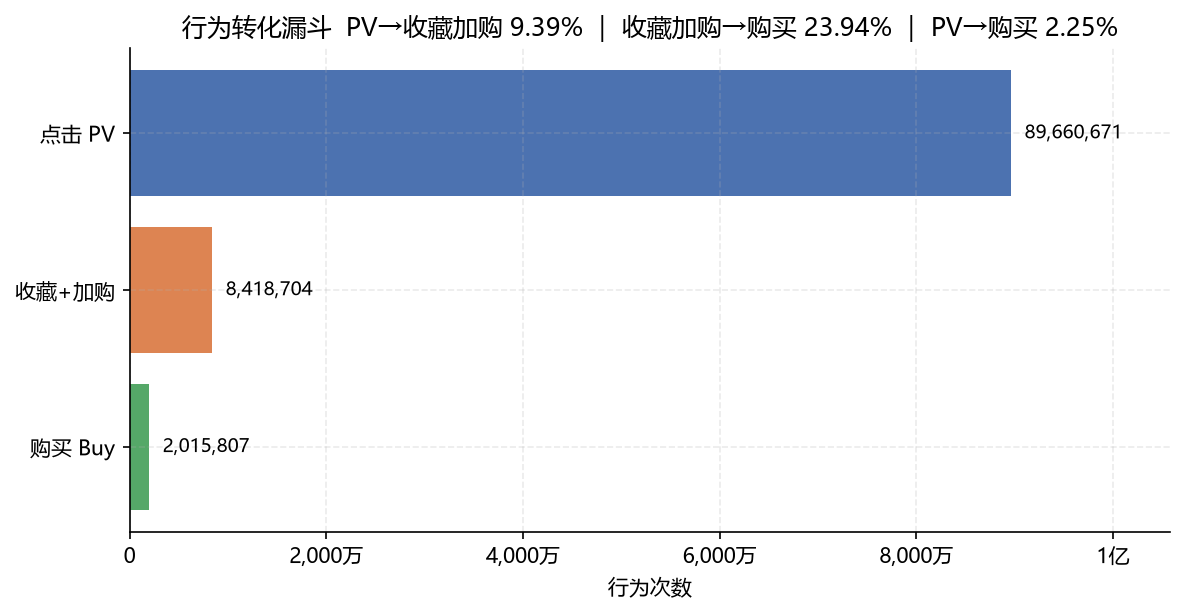 行为转化漏斗 PV→收藏加购 9.39% | 收藏加购→购买 23.94% | PV→购买 2.25%
点击 PV
89,660,671
收藏+加购
8,418,704
购买 Buy
2,015,807
0
2,000万
4,000万
6,000万
8,000万
1亿
行为次数